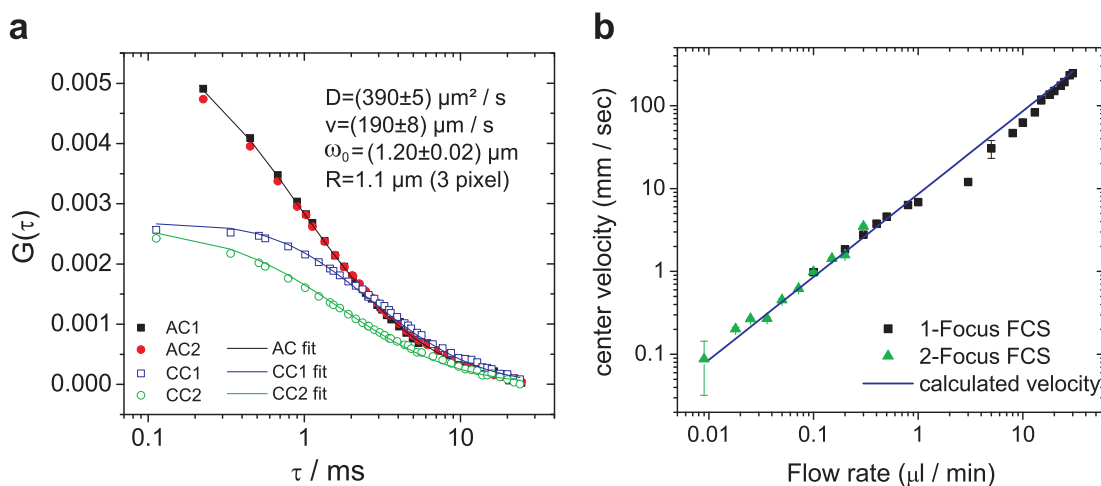 a
0.005
0.004
0.003
0.002
0.001
0.000
G(τ)
D=(390±5) µm² / s
v=(190±8) µm / s
ω₀=(1.20±0.02) µm
R=1.1 µm (3 pixel)
AC1
AC2
CC1
CC2
AC fit
CC1 fit
CC2 fit
0.1
1
10
τ / ms
b
100
10
1
0.1
center velocity (mm / sec)
1-Focus FCS
2-Focus FCS
calculated velocity
0.01
0.1
1
10
Flow rate (µl / min)